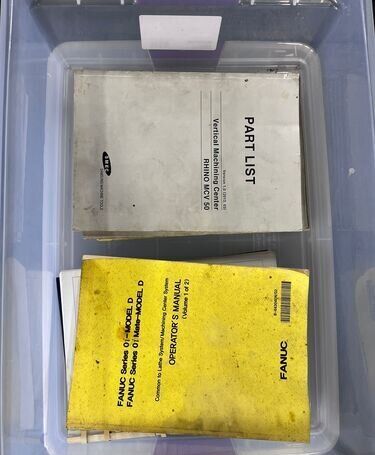 PART LIST
Vertical Machining Center
RHINO MCV 50
SMEC
FANUC Series 0i-MODEL D
FANUC Series 0i Mate-MODEL D
Common to Lathe System/Machining Center System
OPERATOR'S MANUAL
(Volume 1 of 2)
FANUC